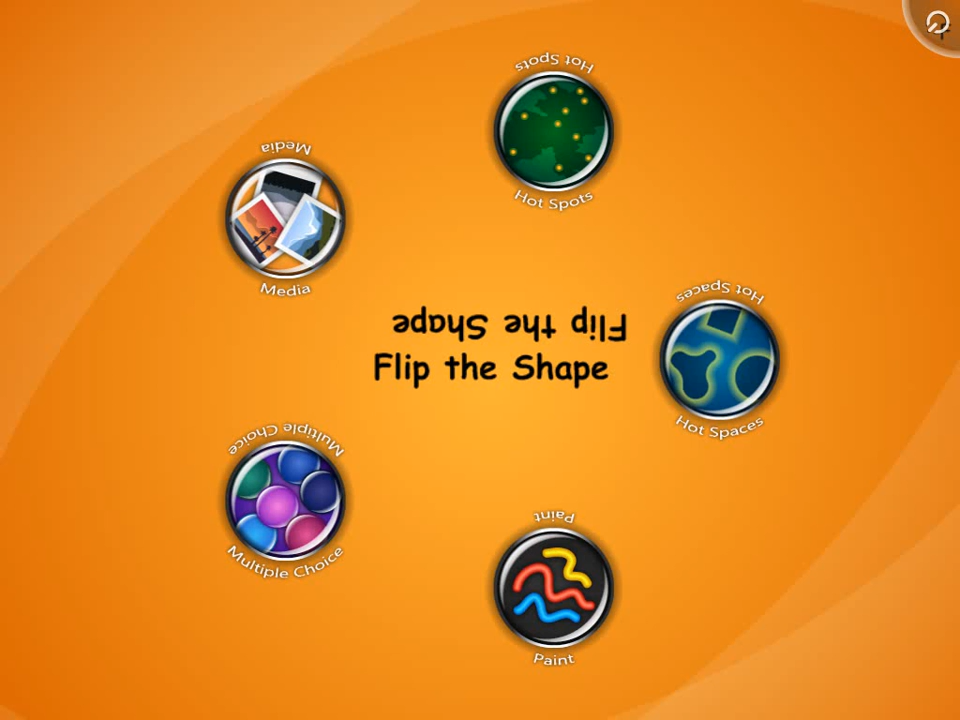 Hot Spots
Hot Spots
Media
Media
Hot Spaces
Hot Spaces
Flip the Shape
Flip the Shape
Multiple Choice
Multiple Choice
Paint
Paint